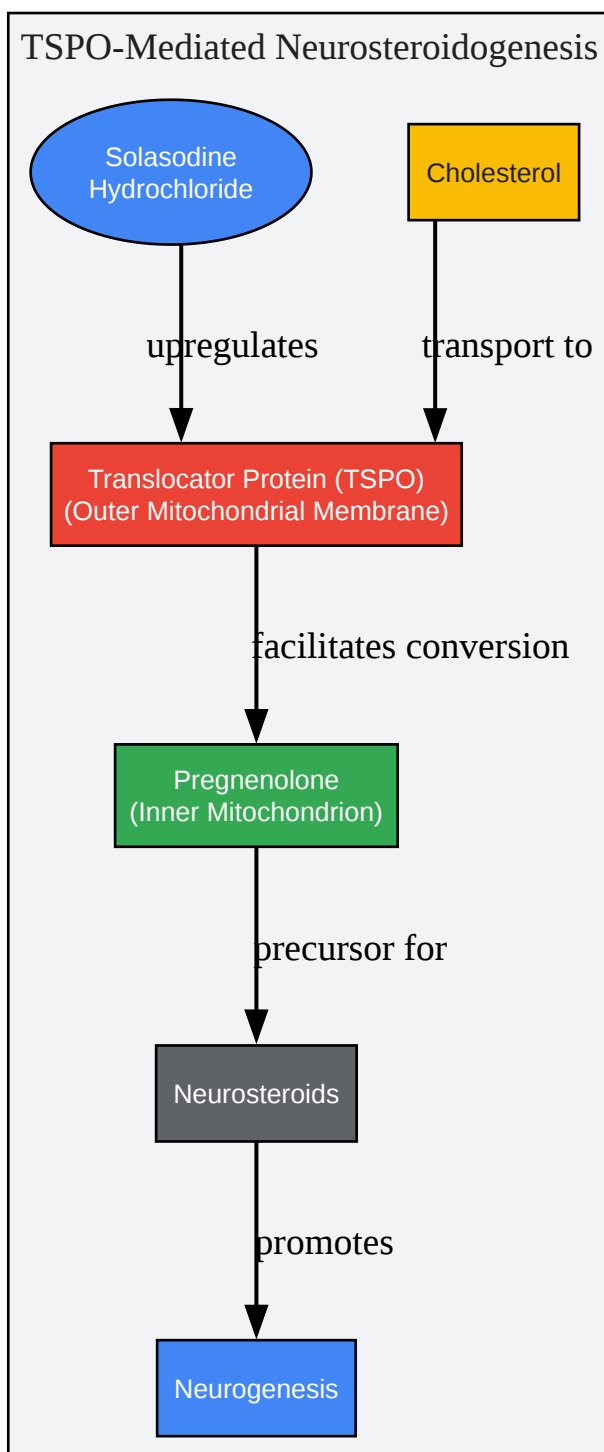 TSPO-Mediated Neurosteroidogenesis
Solasodine
Hydrochloride
Cholesterol
upregulates
transport to
Translocator Protein (TSPO)
(Outer Mitochondrial Membrane)
facilitates conversion
Pregnenolone
(Inner Mitochondrion)
precursor for
Neurosteroids
promotes
Neurogenesis